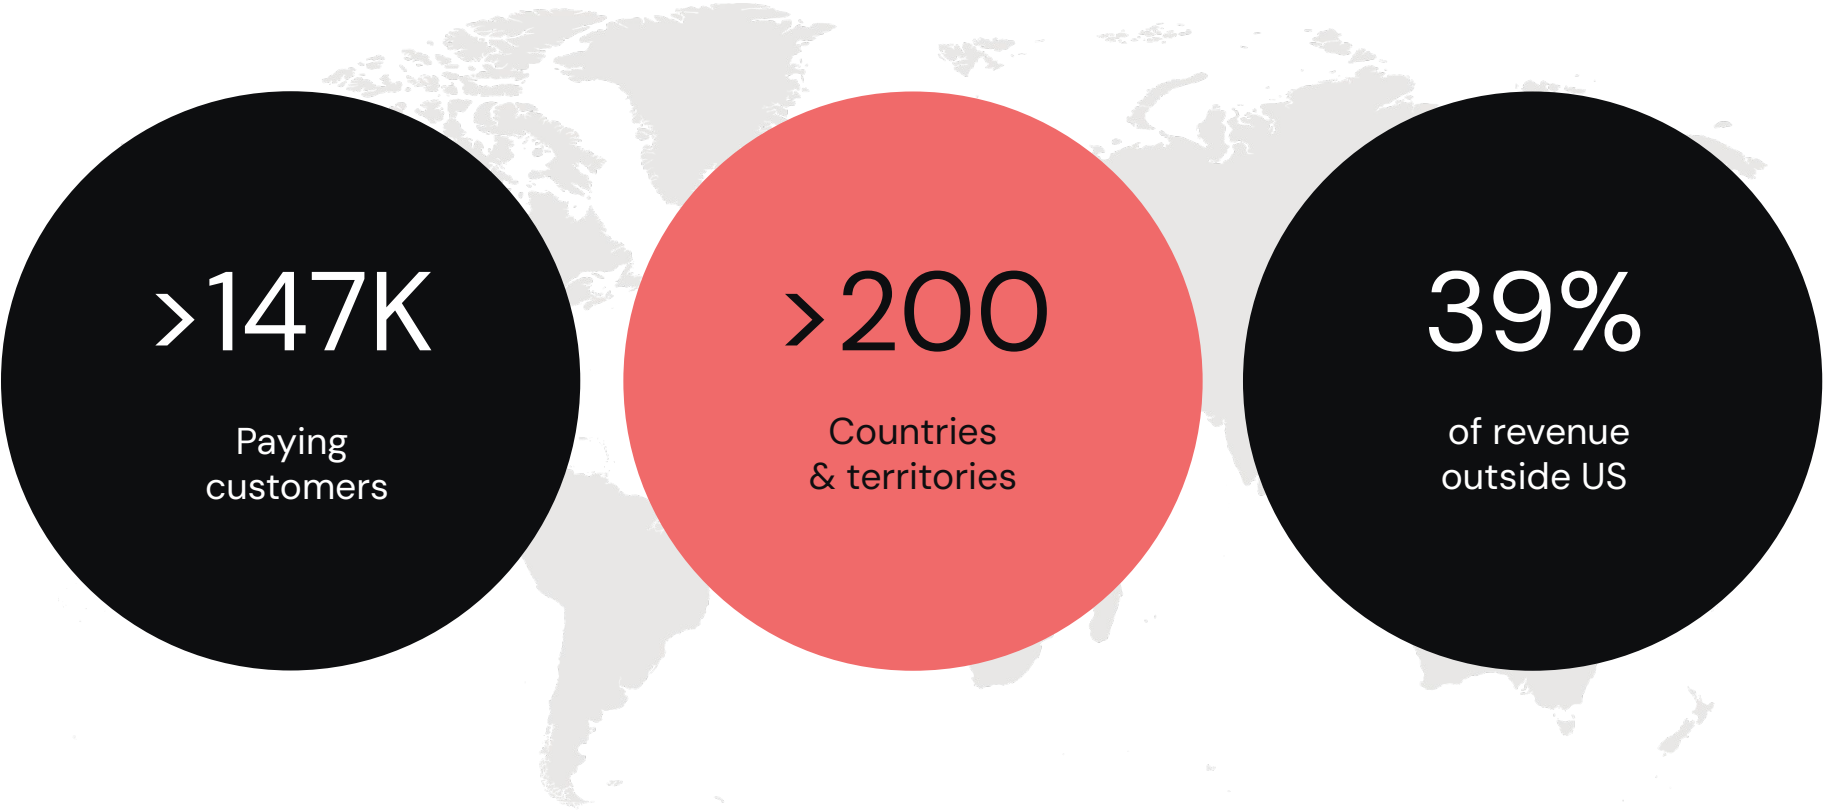 >147K
Paying
customers
>200
Countries
& territories
39%
of revenue
outside US